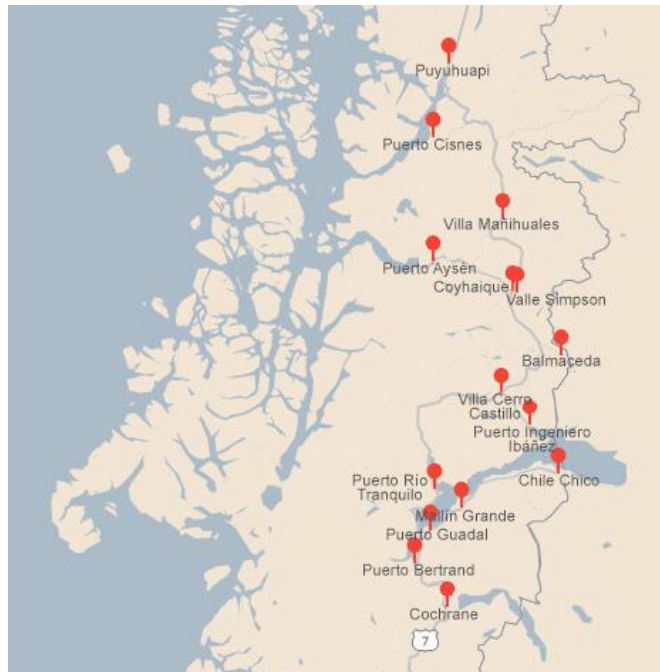 Puyuhuapi
Puerto Cisnes
Villa Mañihuales
Puerto Aysén
Coyhaique
Valle Simpson
Balmaceda
Villa Cerro
Castillo
Puerto Ingeniero
Ibáñez
Puerto Río
Tranquilo
Chile Chico
Mallín Grande
Puerto Guadal
Puerto Bertrand
Cochrane
7